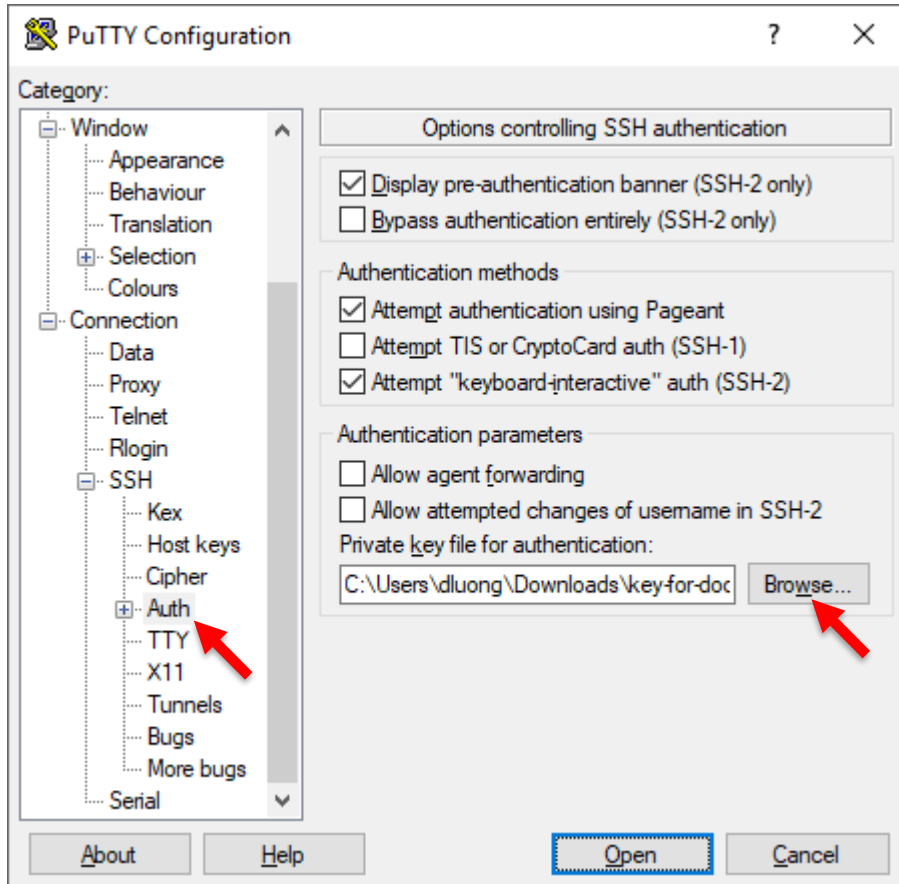 PuTTY Configuration
?
Category:
Window
Appearance
Behaviour
Translation
Selection
Colours
Connection
Data
Proxy
Telnet
Rlogin
SSH
Kex
Host keys
Cipher
Auth
TTY
X11
Tunnels
Bugs
More bugs
Serial
Options controlling SSH authentication
Display pre-authentication banner (SSH-2 only)
Bypass authentication entirely (SSH-2 only)
Authentication methods
Attempt authentication using Pageant
Attempt TIS or CryptoCard auth (SSH-1)
Attempt "keyboard-interactive" auth (SSH-2)
Authentication parameters
Allow agent forwarding
Allow attempted changes of username in SSH-2
Private key file for authentication:
C:\Users\dluong\Downloads\key-for-doc
Browse...
About
Help
Open
Cancel